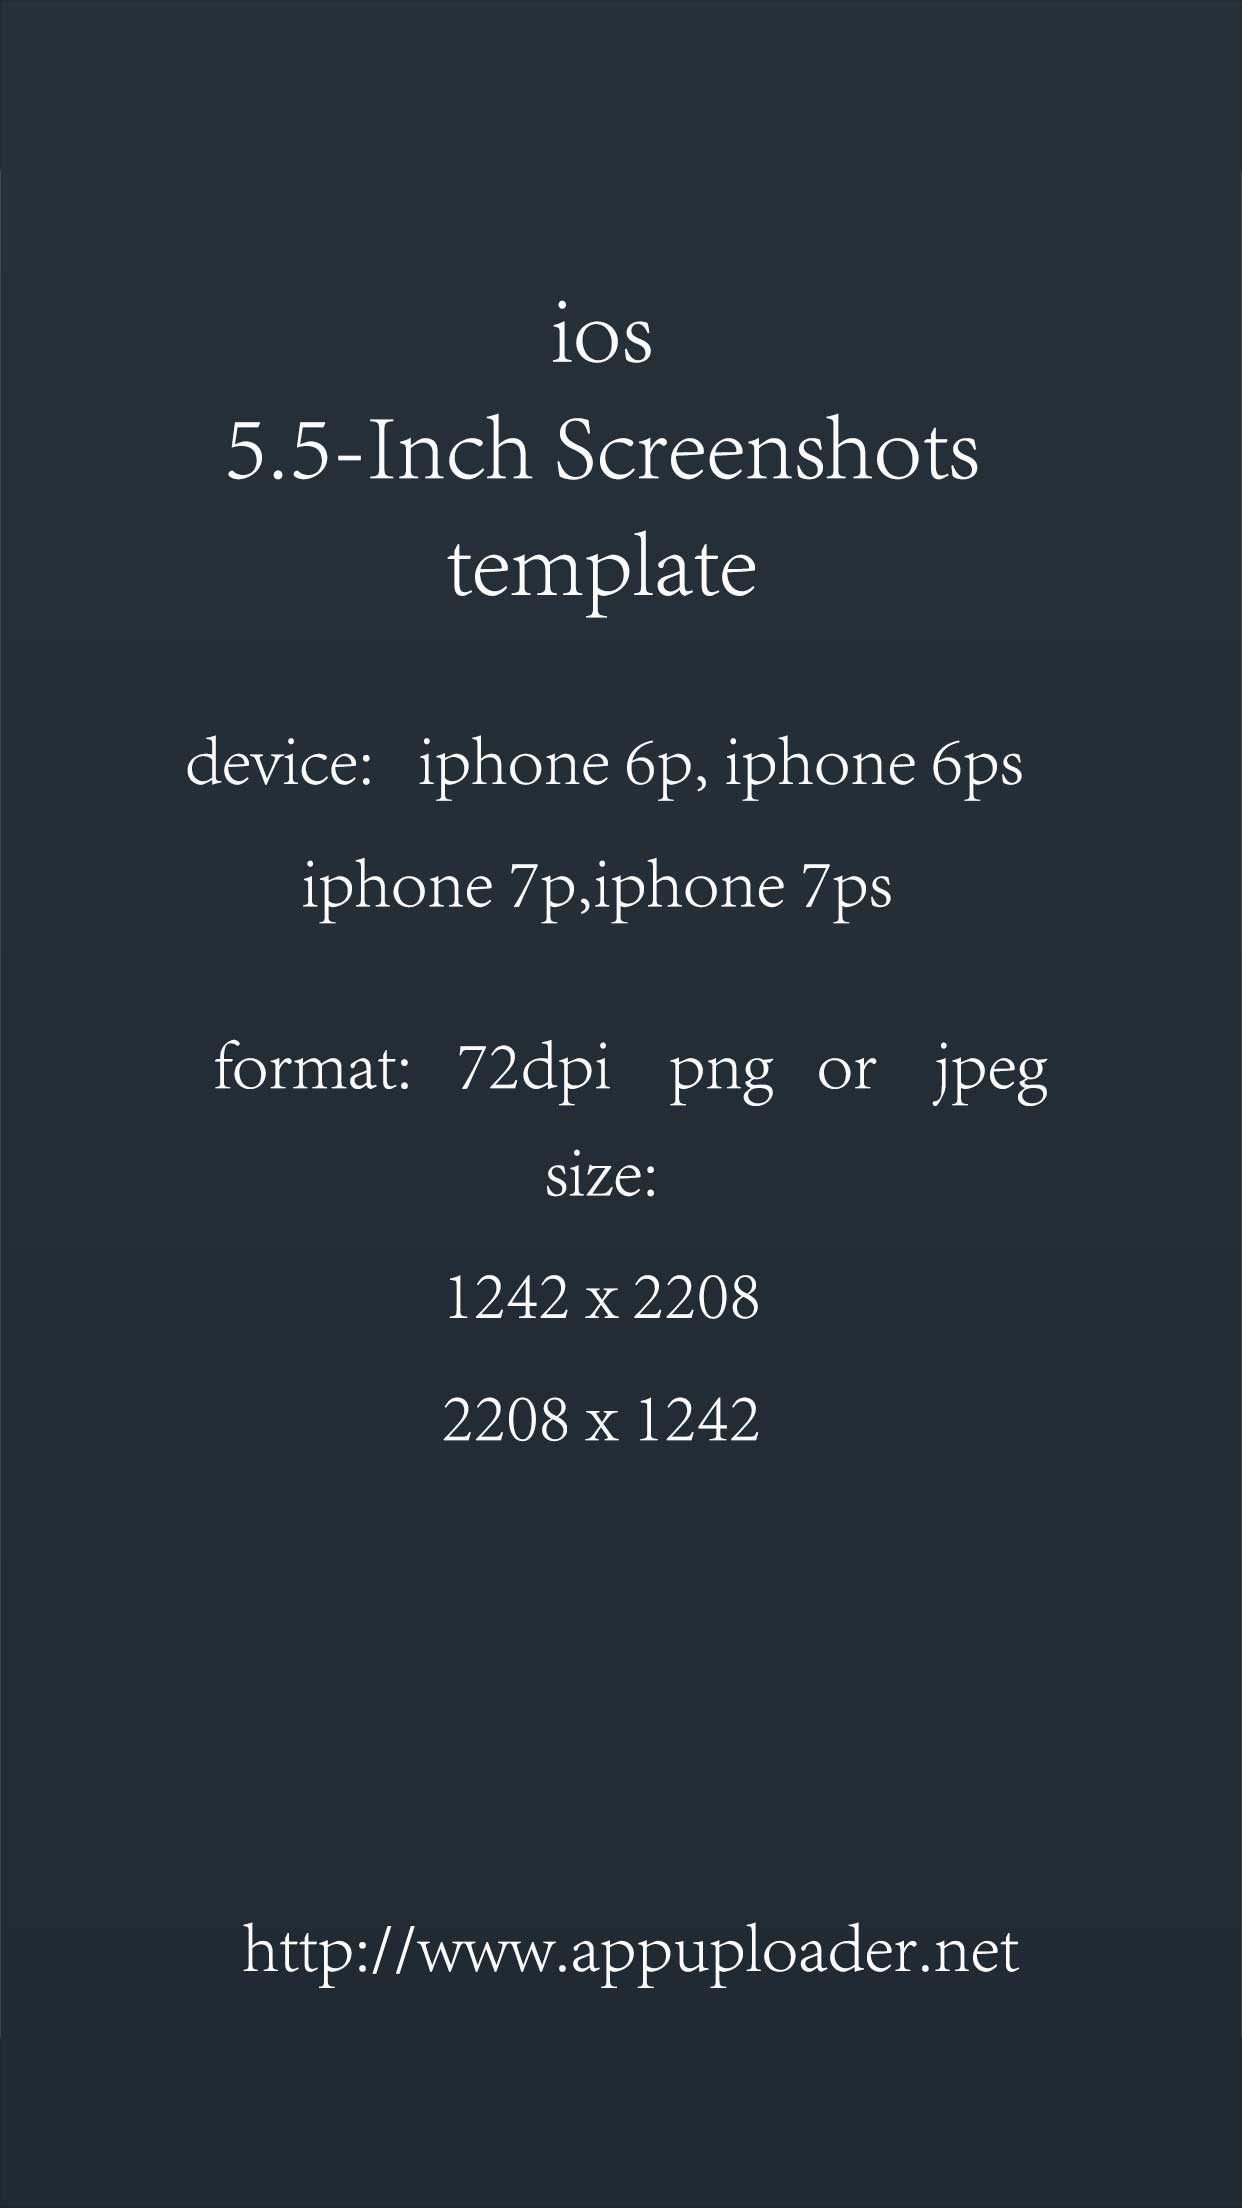 ios
5.5-Inch Screenshots
template
device: iphone 6p, iphone 6ps
iphone 7p,iphone 7ps
format: 72dpi png or jpeg
size:
1242 x 2208
2208 x 1242
http://www.appuploader.net